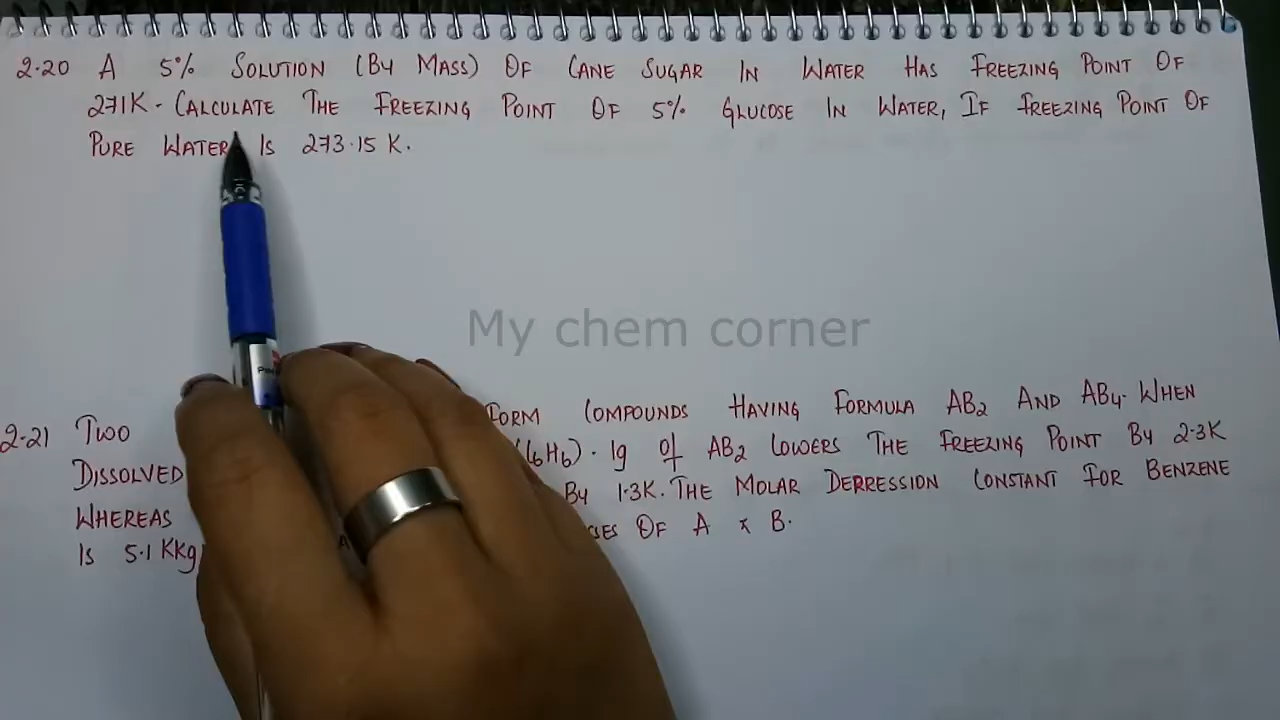 2.20 A 5% SOLUTION (BY MASS) OF CANE SUGAR IN WATER HAS FREEZING POINT OF
271K. CALCULATE THE FREEZING POINT OF 5% GLUCOSE IN WATER, IF FREEZING POINT OF
PURE WATER IS 273.15 K.
My chem corner
2.21 TWO FORM COMPOUNDS HAVING FORMULA AB2 AND AB4. WHEN
DISSOLVED (C6H6). 1g Of AB2 LOWERS THE FREEZING POINT BY 2.3K
WHEREAS BY 1.3K. THE MOLAR DEPRESSION CONSTANT FOR BENZENE
IS 5.1 KKg OF A & B.